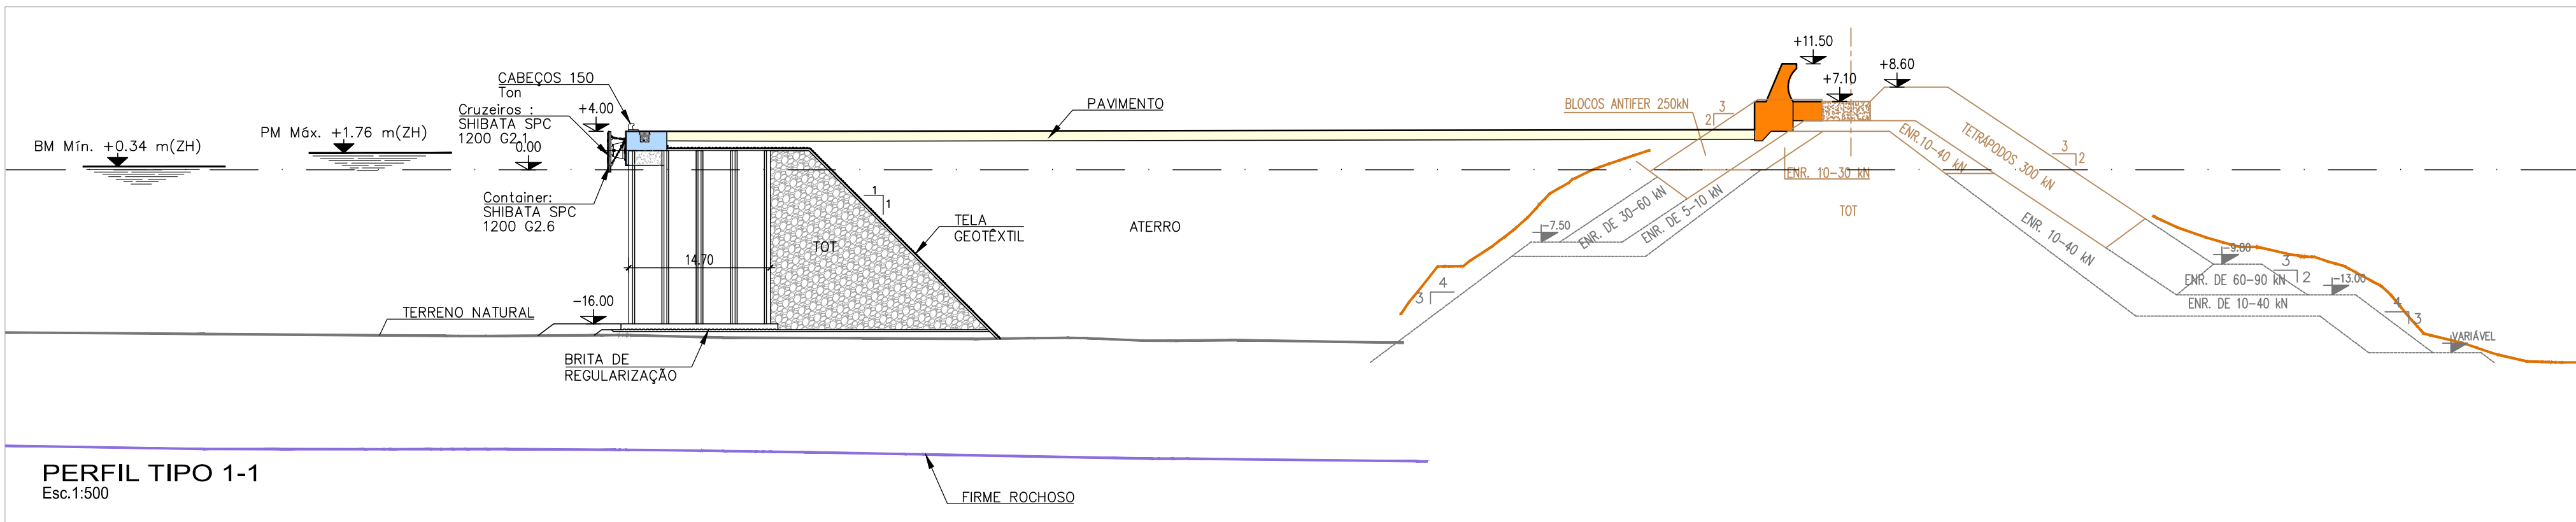 BM Mín. +0.34 m(ZH)
PM Máx. +1.76 m(ZH)
CABEÇOS 150
Ton
Cruzeiros :
SHIBATA SPC
1200 G2.1
+4.00
0.00
Container:
SHIBATA SPC
1200 G2.6
PAVIMENTO
1
1
TELA
GEOTÊXTIL
ATERRO
TOT
14.70
-16.00
TERRENO NATURAL
BRITA DE
REGULARIZAÇÃO
FIRME ROCHOSO
BLOCOS ANTIFER 250kN
3
2
+11.50
+7.10
+8.60
ENR. 10-30 kN
TOT
ENR.10-40 kN
TETRÁPODOS 300 kN
3
2
ENR. 10-40 kN
-7.50
ENR. DE 30-60 kN
ENR. DE 5-10 kN
4
3
-9.80
ENR. DE 60-90 kN
3
2
-13.00
ENR. DE 10-40 kN
4
3
VARIÁVEL
PERFIL TIPO 1-1
Esc.1:500